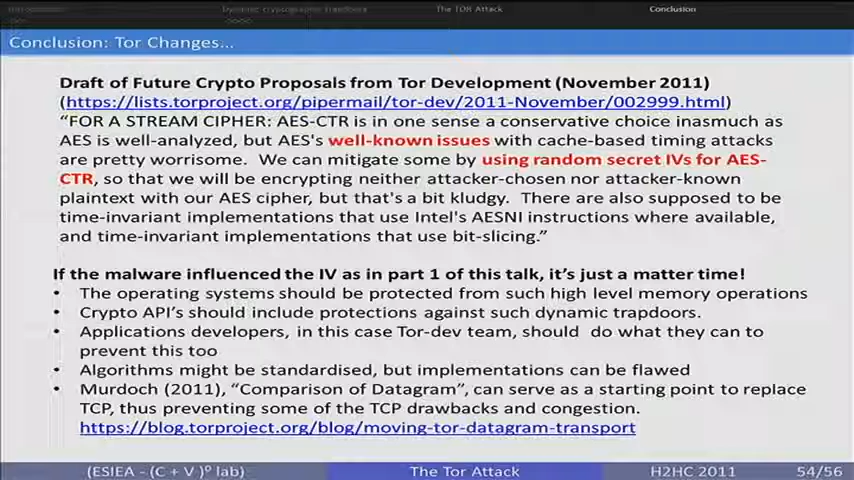 Dynamic cryptographic trapdoors The TOR Attack Conclusion
Conclusion: Tor Changes...
Draft of Future Crypto Proposals from Tor Development (November 2011)
(https://lists.torproject.org/pipermail/tor-dev/2011-November/002999.html)
“FOR A STREAM CIPHER: AES-CTR is in one sense a conservative choice inasmuch as
AES is well-analyzed, but AES's well-known issues with cache-based timing attacks
are pretty worrisome. We can mitigate some by using random secret IVs for AES-
CTR, so that we will be encrypting neither attacker-chosen nor attacker-known
plaintext with our AES cipher, but that's a bit kludgy. There are also supposed to be
time-invariant implementations that use Intel's AESNI instructions where available,
and time-invariant implementations that use bit-slicing.”
If the malware influenced the IV as in part 1 of this talk, it’s just a matter time!
• The operating systems should be protected from such high level memory operations
• Crypto API’s should include protections against such dynamic trapdoors.
• Applications developers, in this case Tor-dev team, should do what they can to
prevent this too
• Algorithms might be standardised, but implementations can be flawed
• Murdoch (2011), “Comparison of Datagram”, can serve as a starting point to replace
TCP, thus preventing some of the TCP drawbacks and congestion.
https://blog.torproject.org/blog/moving-tor-datagram-transport
(ESIEA - (C + V )⁰ lab) The Tor Attack H2HC 2011 54/56